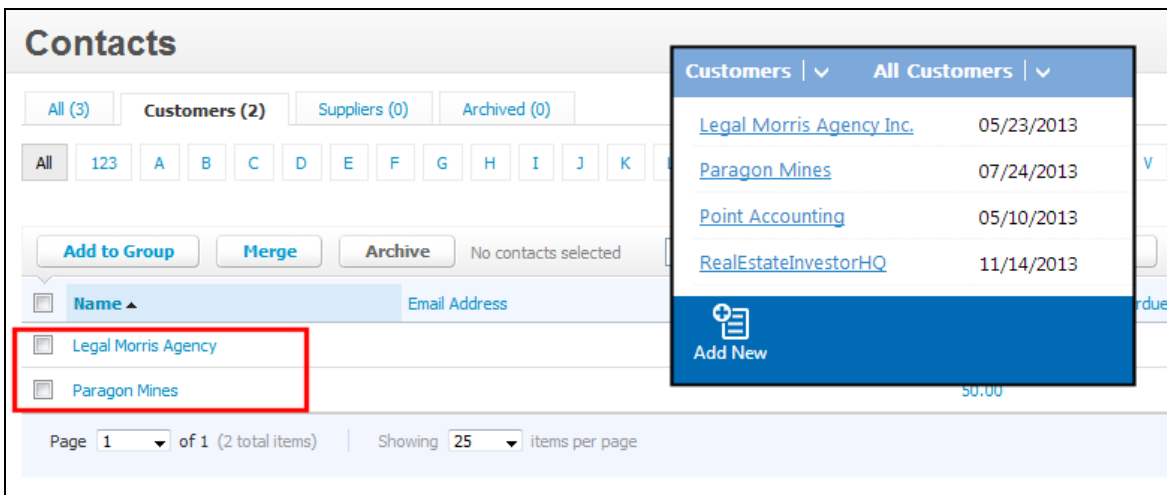 Contacts
All (3) Customers (2) Suppliers (0) Archived (0)
All 123 A B C D E F G H I J K V
Add to Group Merge Archive No contacts selected
Name Email Address
Legal Morris Agency
Paragon Mines 50.00
Page 1 of 1 (2 total items) Showing 25 items per page
Customers All Customers
Legal Morris Agency Inc. 05/23/2013
Paragon Mines 07/24/2013
Point Accounting 05/10/2013
RealEstateInvestorHQ 11/14/2013
Add New